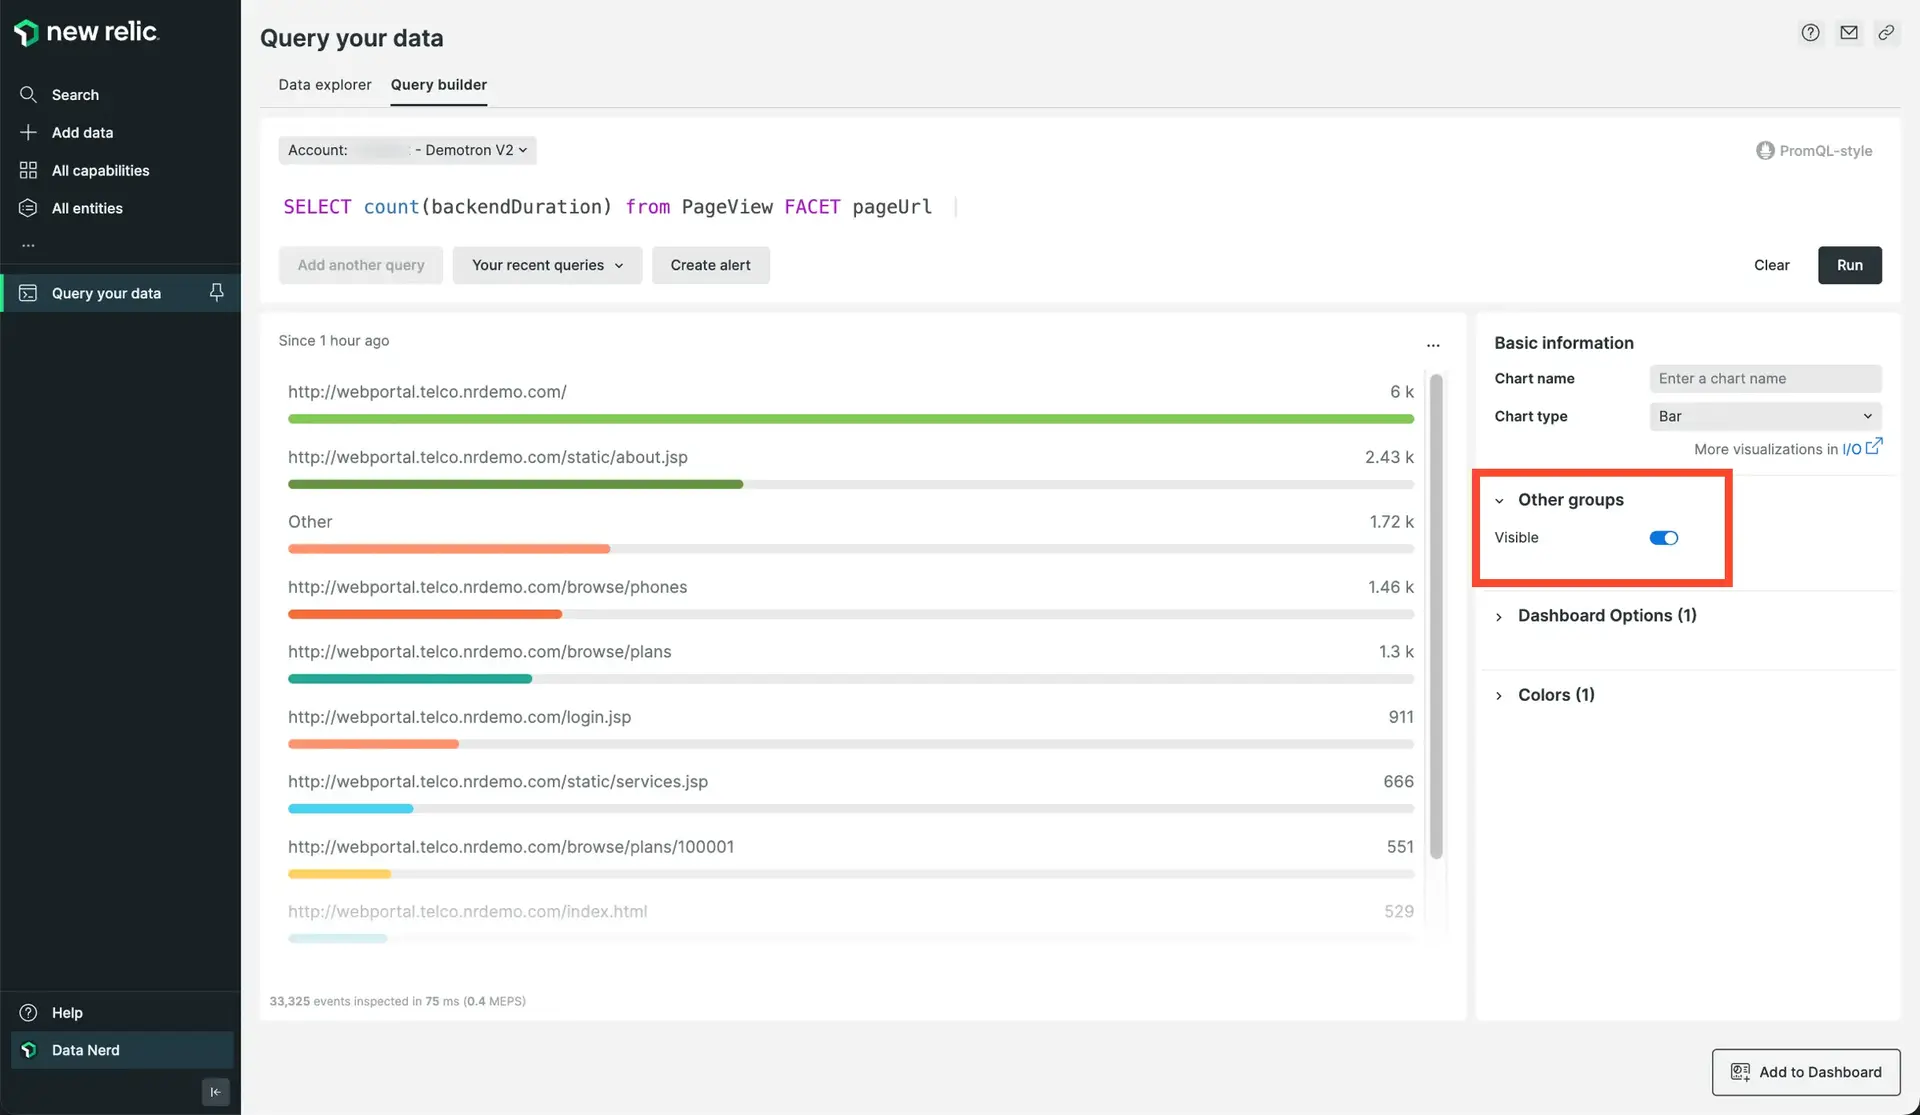 new relic.
Search
Add data
All capabilities
All entities
...
Query your data
Help
Data Nerd
Query your data
Data explorer
Query builder
Account: - Demotron V2
PromQL-style
SELECT count(backendDuration) from PageView FACET pageUrl
Add another query
Your recent queries
Create alert
Clear
Run
Since 1 hour ago
...
http://webportal.telco.nrdemo.com/ 6 k
http://webportal.telco.nrdemo.com/static/about.jsp 2.43 k
Other 1.72 k
http://webportal.telco.nrdemo.com/browse/phones 1.46 k
http://webportal.telco.nrdemo.com/browse/plans 1.3 k
http://webportal.telco.nrdemo.com/login.jsp 911
http://webportal.telco.nrdemo.com/static/services.jsp 666
http://webportal.telco.nrdemo.com/browse/plans/100001 551
http://webportal.telco.nrdemo.com/index.html 529
33,325 events inspected in 75 ms (0.4 MEPS)
Basic information
Chart name Enter a chart name
Chart type Bar
More visualizations in I/O
Other groups
Visible
Dashboard Options (1)
Colors (1)
Add to Dashboard